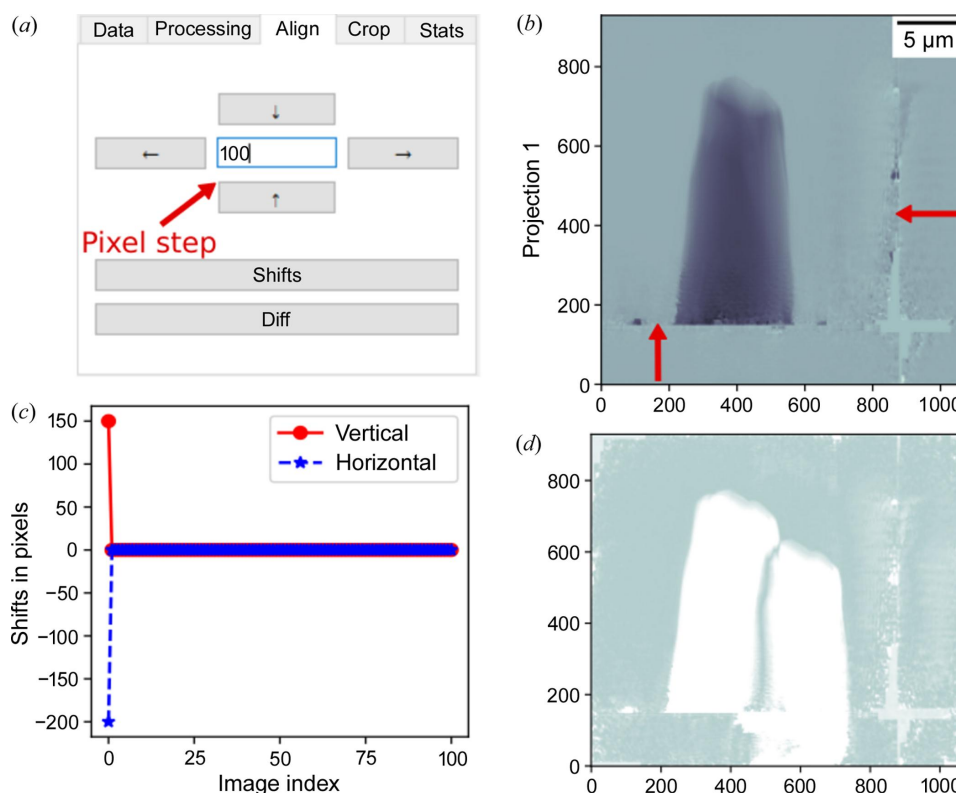 (a)
Data Processing Align Crop Stats
↓
← 100 →
↑
Pixel step
Shifts
Diff
(b)
5 µm
Projection 1
800
600
400
200
0
0 200 400 600 800 1000
(c)
Vertical
Horizontal
Shifts in pixels
150
100
50
0
−50
−100
−150
−200
0 25 50 75 100
Image index
(d)
800
600
400
200
0
0 200 400 600 800 1000